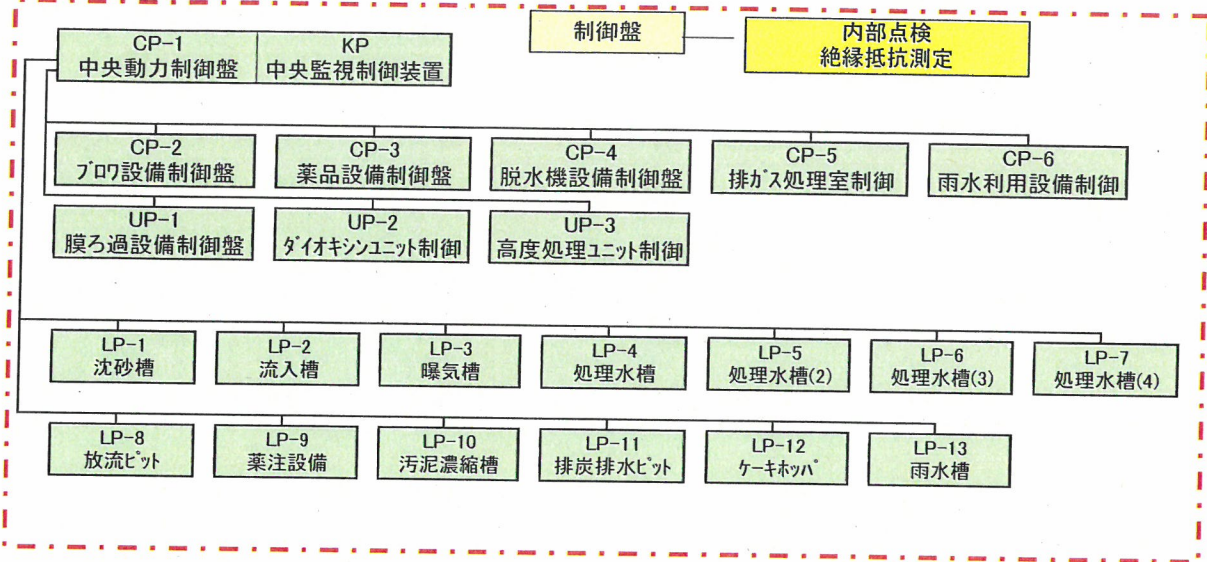 制御盤
内部点検
絶縁抵抗測定
CP-1
中央動力制御盤
KP
中央監視制御装置
CP-2
ブロワ設備制御盤
CP-3
薬品設備制御盤
CP-4
脱水機設備制御盤
CP-5
排ガス処理室制御
CP-6
雨水利用設備制御
UP-1
膜ろ過設備制御盤
UP-2
ダイオキシンユニット制御
UP-3
高度処理ユニット制御
LP-1
沈砂槽
LP-2
流入槽
LP-3
曝気槽
LP-4
処理水槽
LP-5
処理水槽(2)
LP-6
処理水槽(3)
LP-7
処理水槽(4)
LP-8
放流ピット
LP-9
薬注設備
LP-10
汚泥濃縮槽
LP-11
排炭排水ピット
LP-12
ケーキホッパ
LP-13
雨水槽